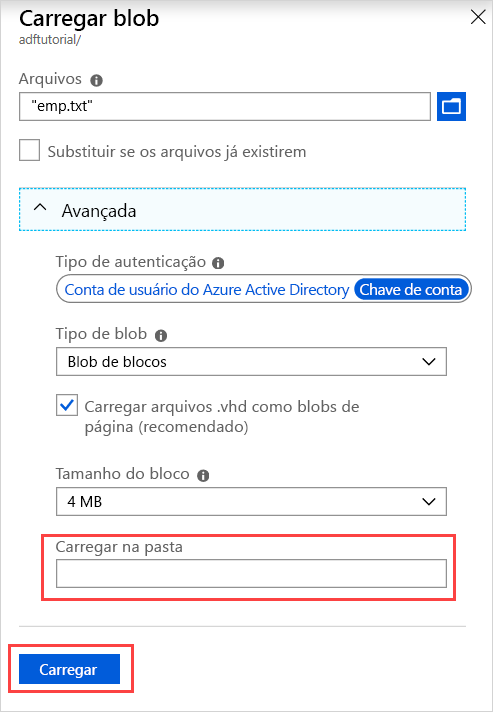 Carregar blob
adftutorial/
Arquivos
"emp.txt"
Substituir se os arquivos já existirem
Avançada
Tipo de autenticação
Conta de usuário do Azure Active Directory Chave de conta
Tipo de blob
Blob de blocos
Carregar arquivos .vhd como blobs de
página (recomendado)
Tamanho do bloco
4 MB
Carregar na pasta
Carregar